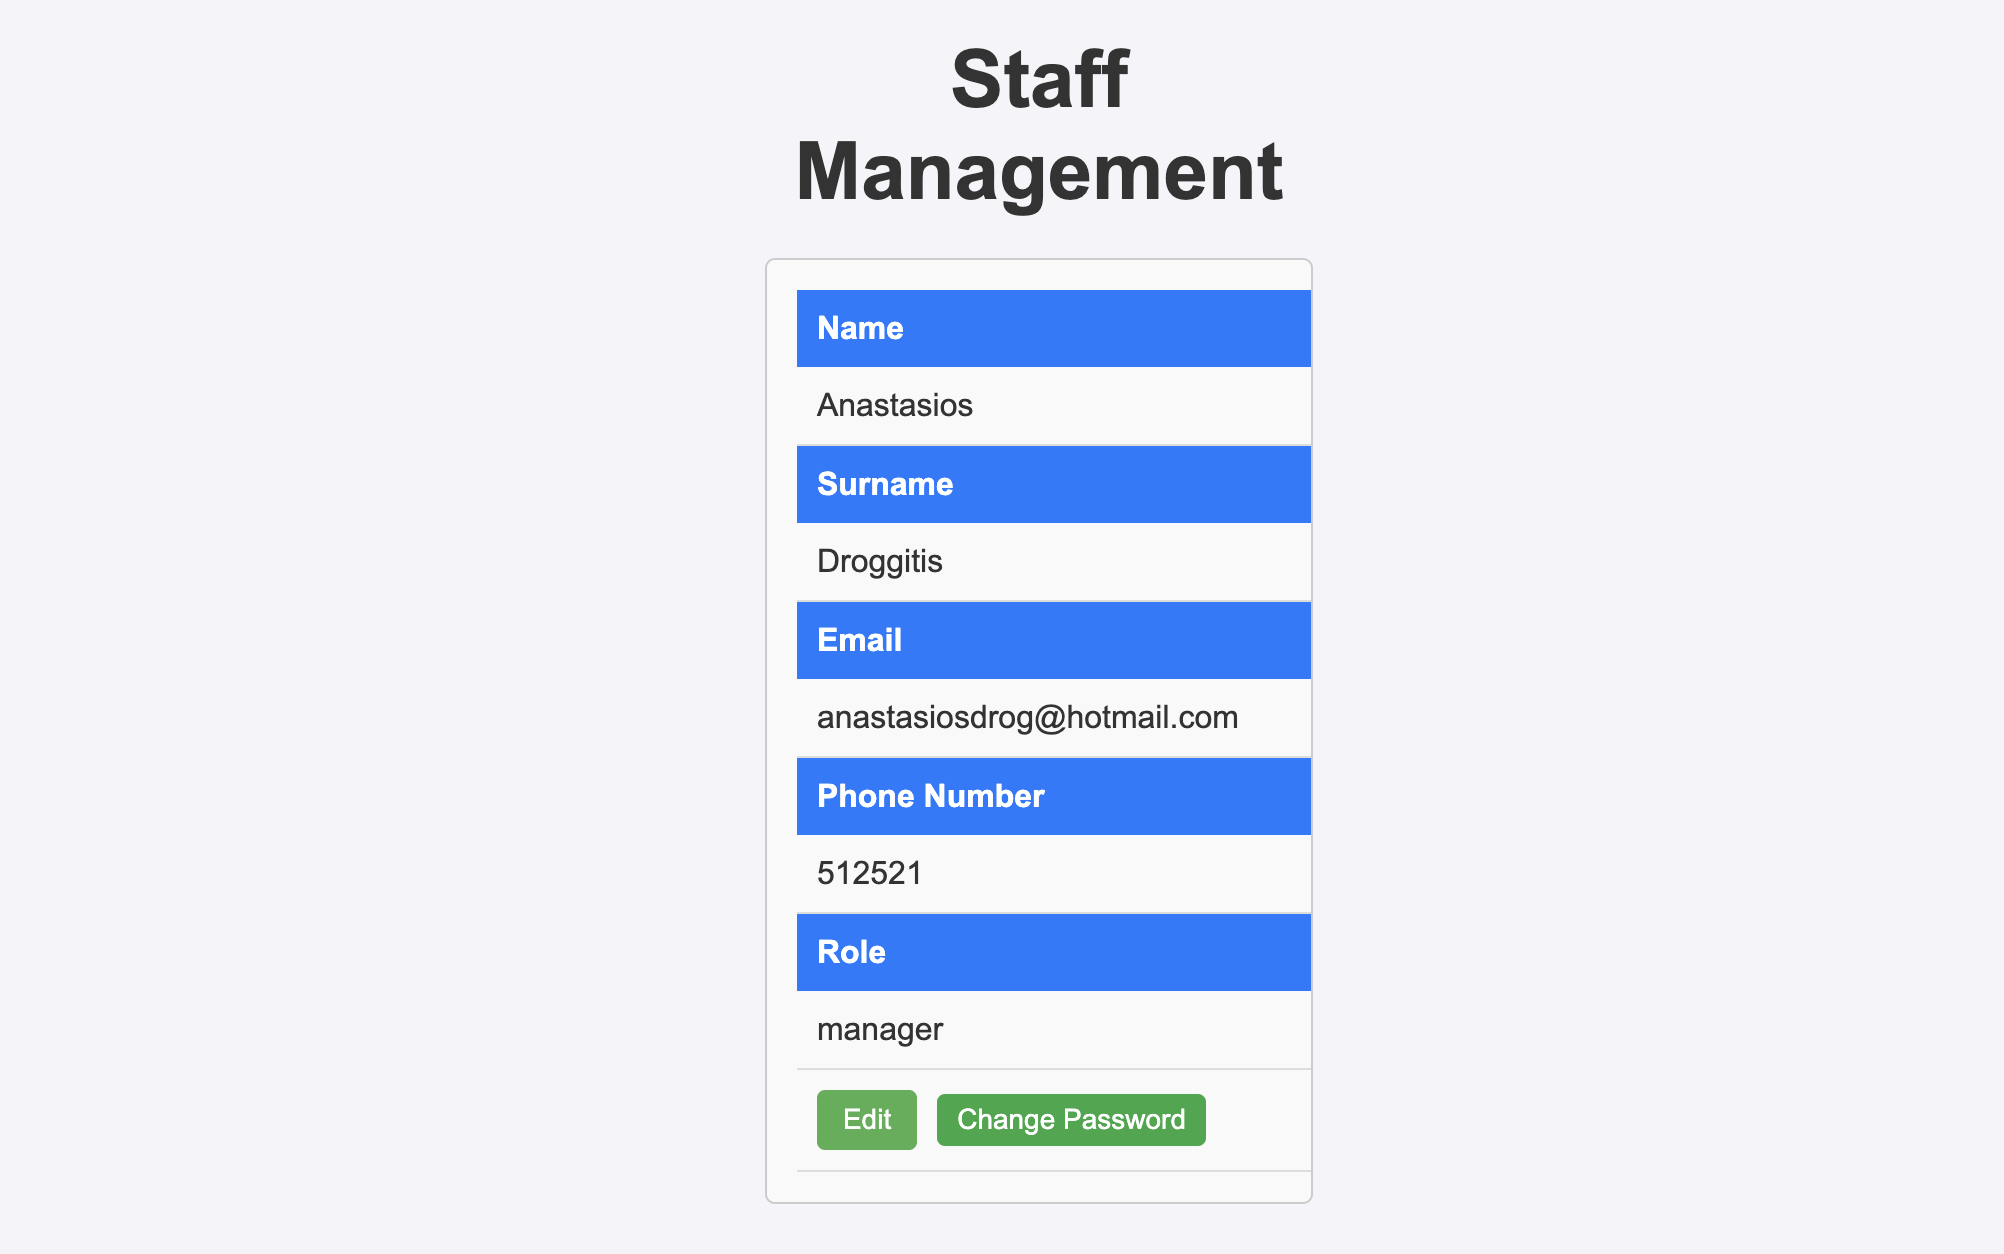 Staff
Management
Name
Anastasios
Surname
Droggitis
Email
anastasiosdrog@hotmail.com
Phone Number
512521
Role
manager
Edit Change Password